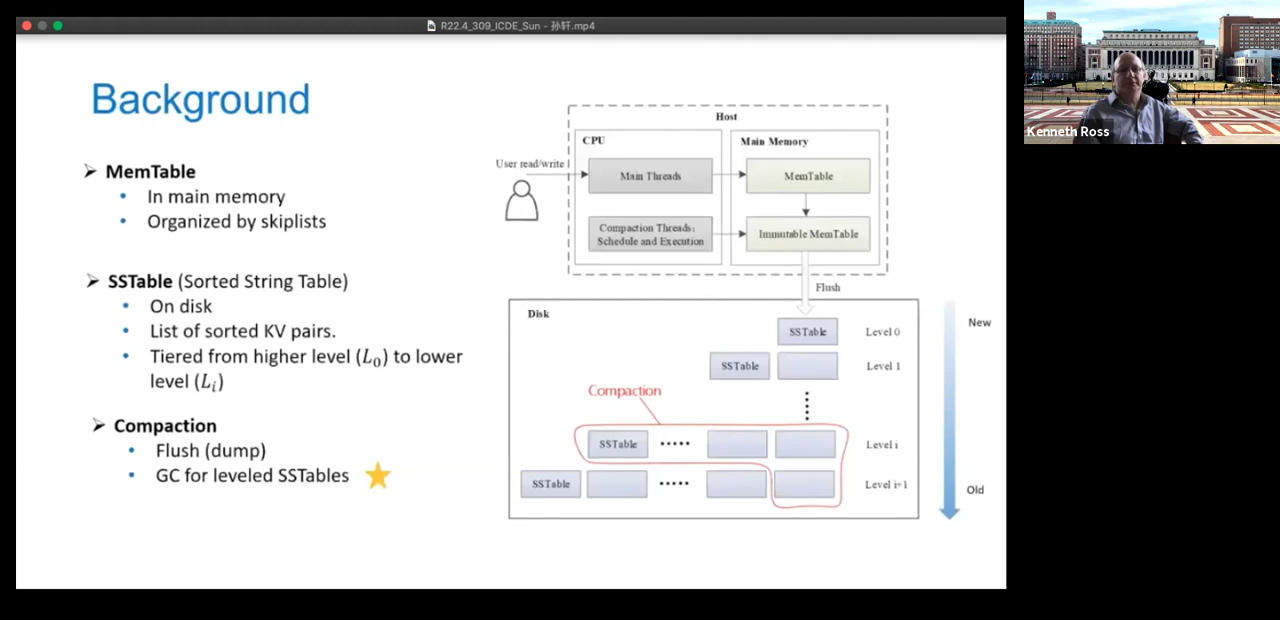 R22.4_309_ICDE_Sun - 孙轩.mp4
Kenneth Ross
Background
➢ MemTable
• In main memory
• Organized by skiplists
➢ SSTable (Sorted String Table)
• On disk
• List of sorted KV pairs.
• Tiered from higher level (L₀) to lower
level (Lᵢ)
➢ Compaction
• Flush (dump)
• GC for leveled SSTables
Host
CPU
Main Memory
User read/write
Main Threads
MemTable
Compaction Threads:
Schedule and Execution
Immutable MemTable
Flush
Disk
SSTable
Level 0
New
SSTable
Level 1
Compaction
SSTable
Level i
SSTable
Level i+1
Old